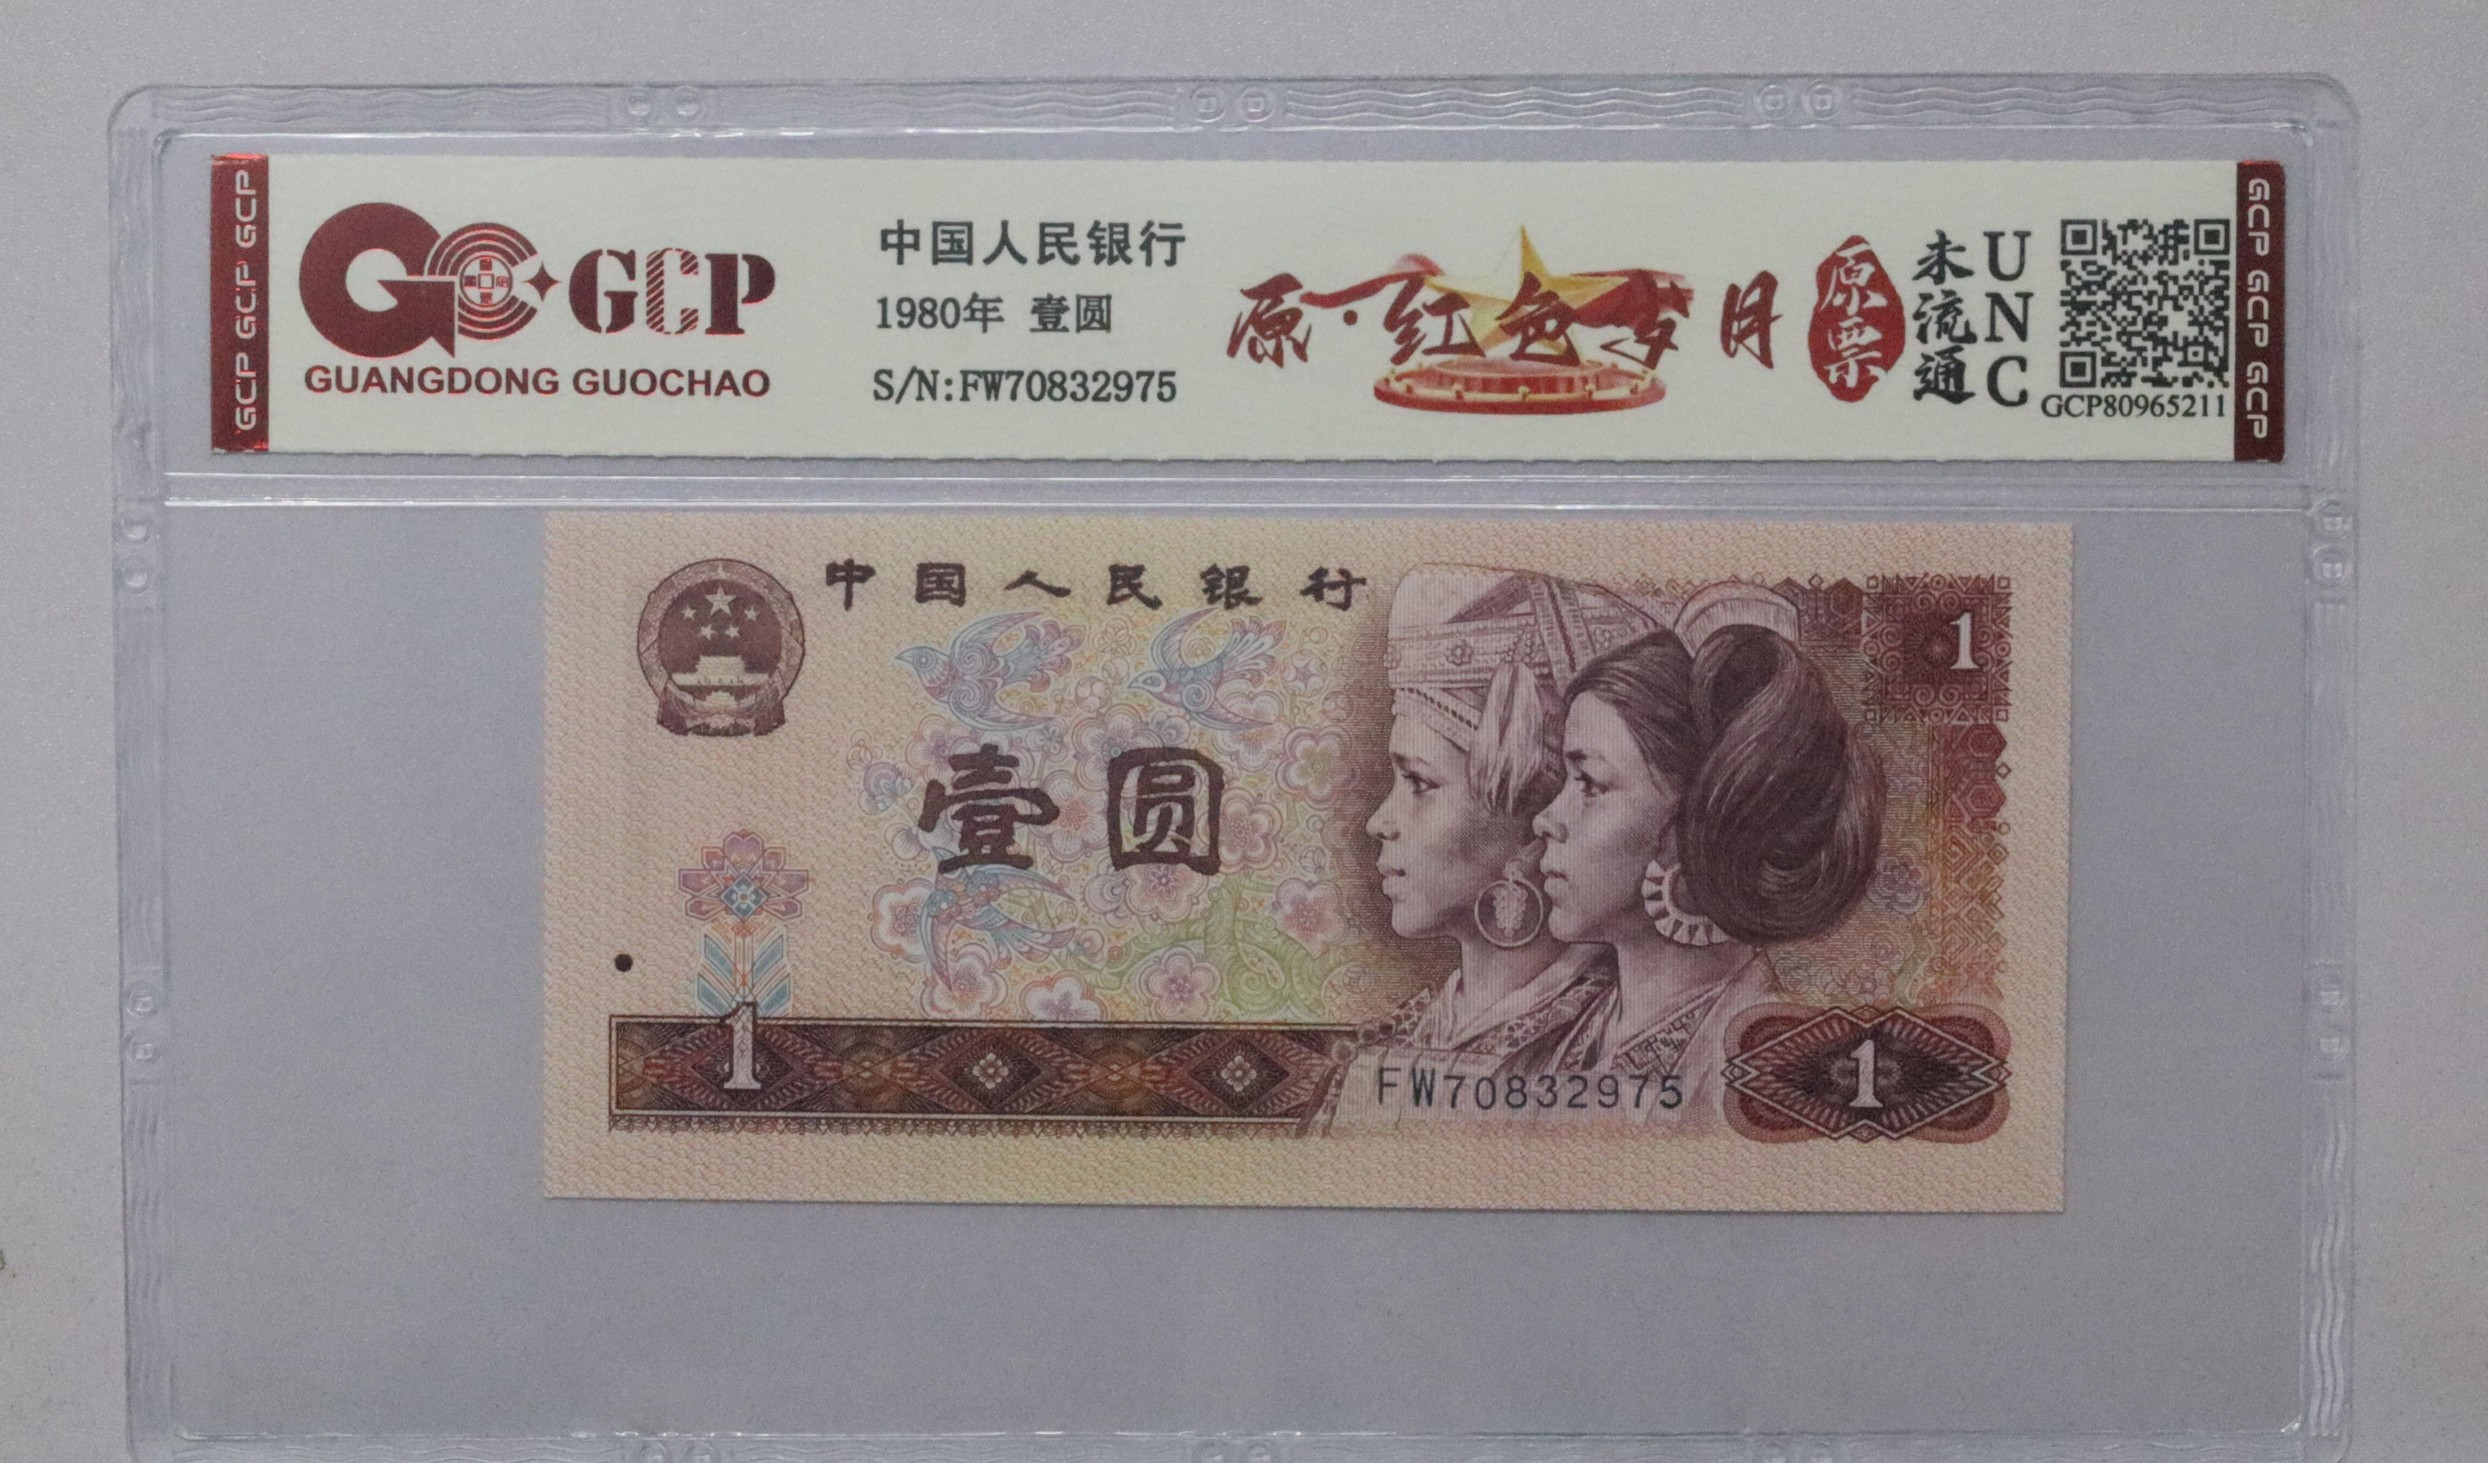 GCP GCP GCP
GCP
GUANGDONG GUOCHAO
中国人民银行
1980年 壹圆
S/N:FW70832975
原·红色岁月
原票
未流通
UNC
GCP80965211
GCP GCP GCP
中国人民银行
1
壹圆
1
FW70832975
1